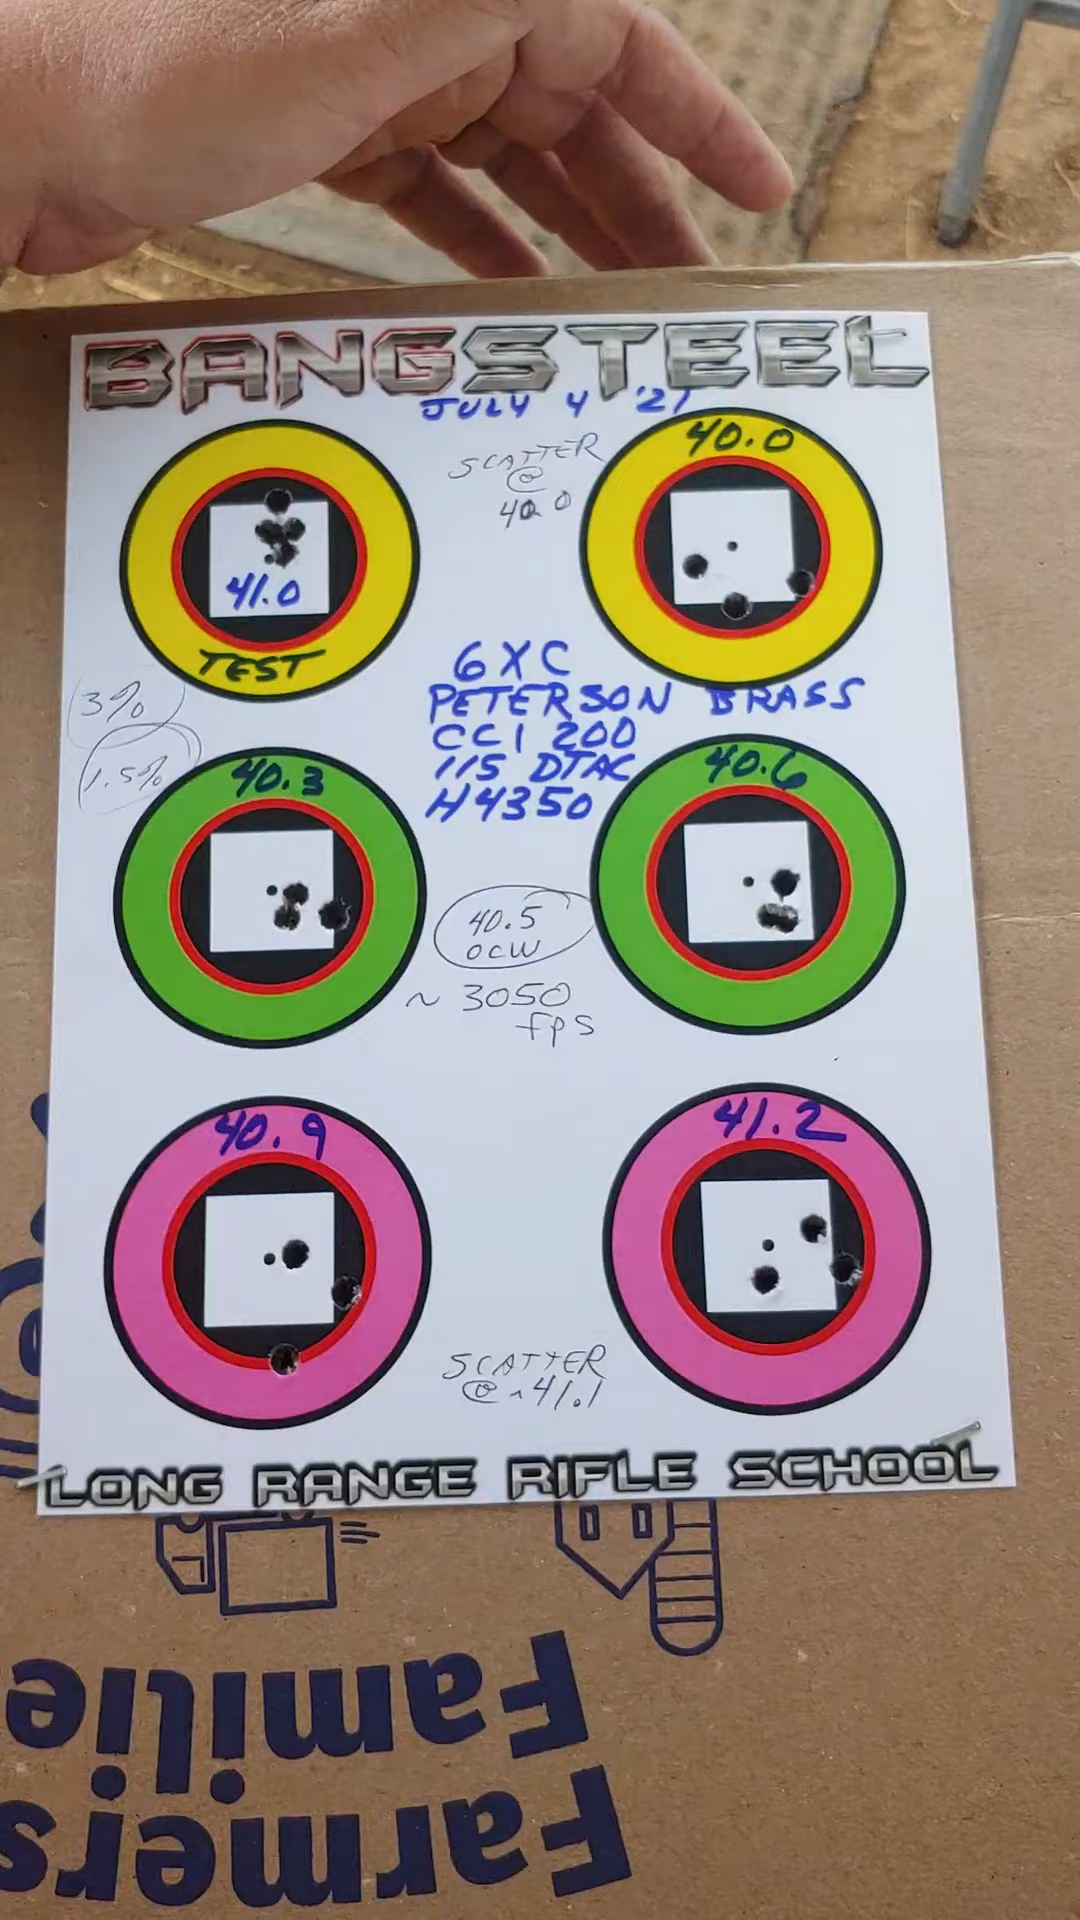 BANGSTEEL
JULY 4 '21
SCATTER
@
40.0
40.0
41.0
TEST
6XC
PETERSON BRASS
CCI 200
115 DTAC
H4350
3%
1.5%
40.3
40.6
40.5
OCW
~ 3050
fps
40.9
41.2
SCATTER
@ ~41.1
LONG RANGE RIFLE SCHOOL
Farmers
Familie